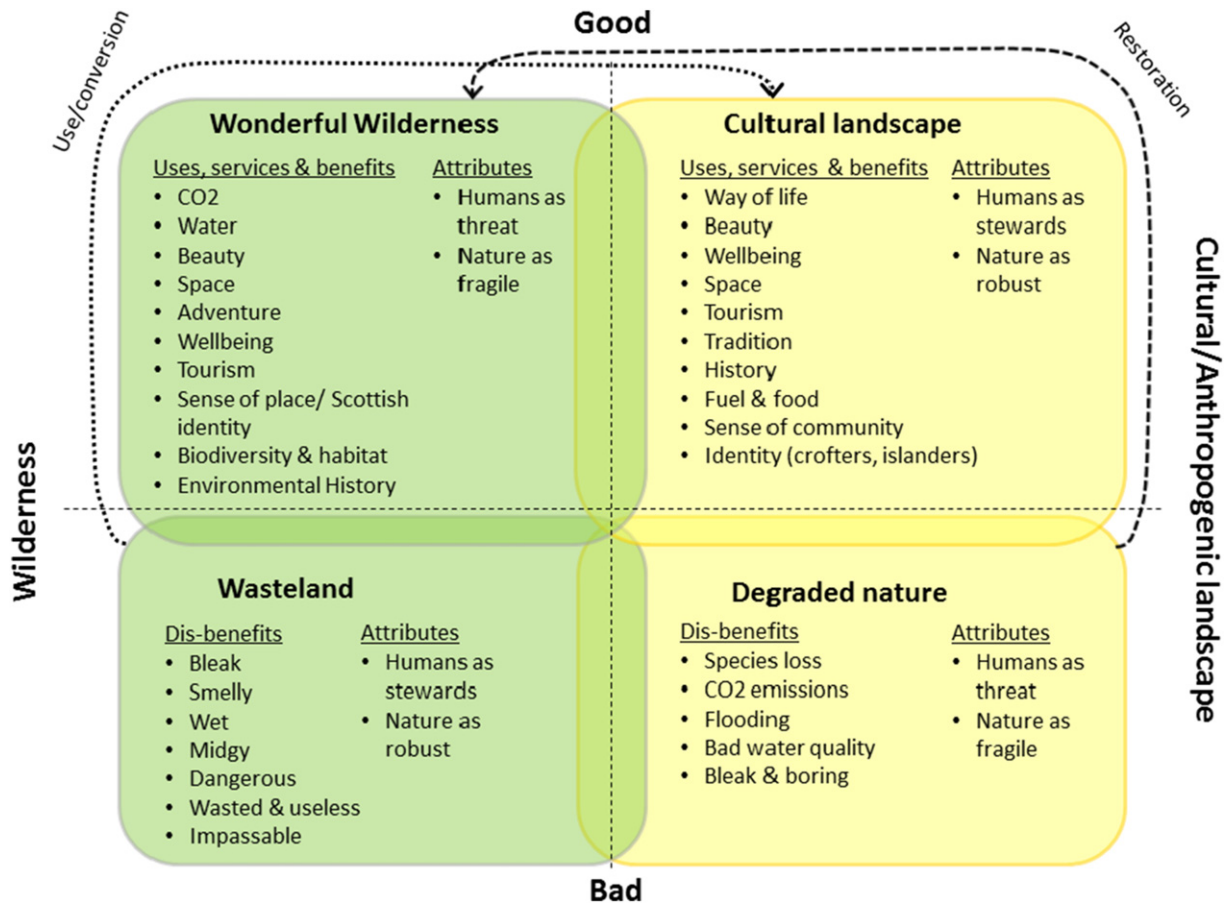 Good
Use/conversion
Restoration
Wonderful Wilderness
Uses, services & benefits
• CO2
• Water
• Beauty
• Space
• Adventure
• Wellbeing
• Tourism
• Sense of place/ Scottish
identity
• Biodiversity & habitat
• Environmental History
Attributes
• Humans as
threat
• Nature as
fragile
Cultural landscape
Uses, services & benefits
• Way of life
• Beauty
• Wellbeing
• Space
• Tourism
• Tradition
• History
• Fuel & food
• Sense of community
• Identity (crofters, islanders)
Attributes
• Humans as
stewards
• Nature as
robust
Wilderness
Cultural/Anthropogenic landscape
Wasteland
Dis-benefits
• Bleak
• Smelly
• Wet
• Midgy
• Dangerous
• Wasted & useless
• Impassable
Attributes
• Humans as
stewards
• Nature as
robust
Degraded nature
Dis-benefits
• Species loss
• CO2 emissions
• Flooding
• Bad water quality
• Bleak & boring
Attributes
• Humans as
threat
• Nature as
fragile
Bad